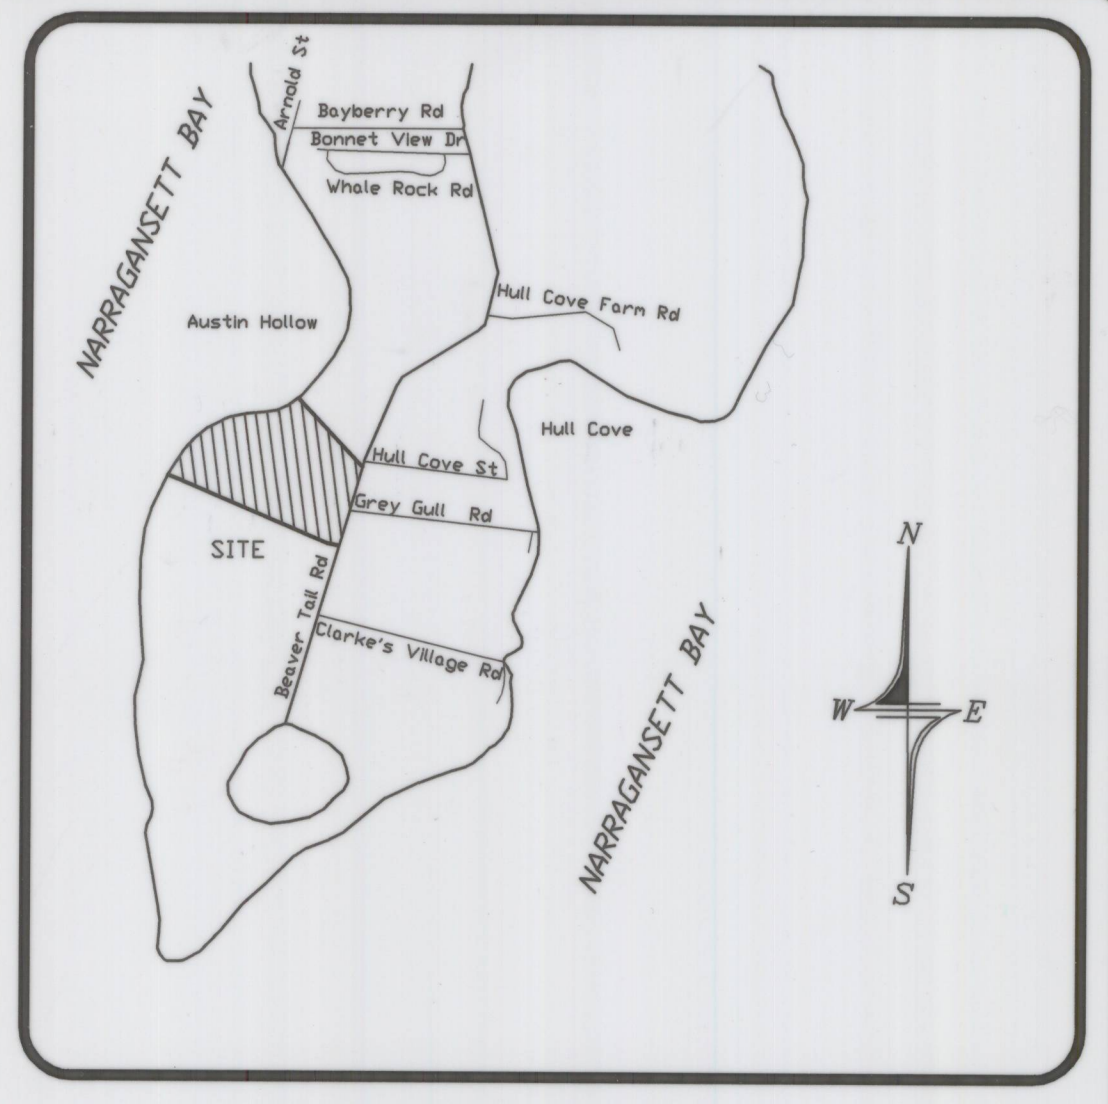 Arnold St
NARRAGANSETT BAY
Bayberry Rd
Bonnet View Dr
Whale Rock Rd
Hull Cove Farm Rd
Austin Hollow
Hull Cove
Hull Cove St
Grey Gull Rd
SITE
Beaver Tail Rd
Clarke's Village Rd
NARRAGANSETT BAY
N
W
E
S